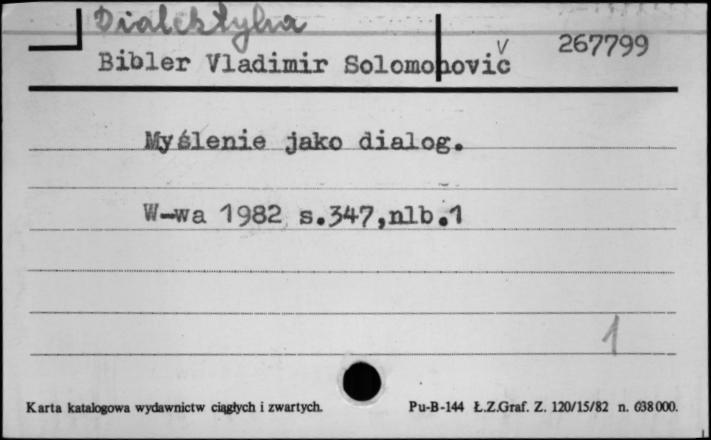 Dialektyka
Bibler Vladimir Solomonovič 267799
Myślenie jako dialog.
W-wa 1982 s.347,nlb.1
1
Karta katalogowa wydawnictw ciągłych i zwartych. Pu-B-144 Ł.Z.Graf. Z. 120/15/82 n. 638 000.